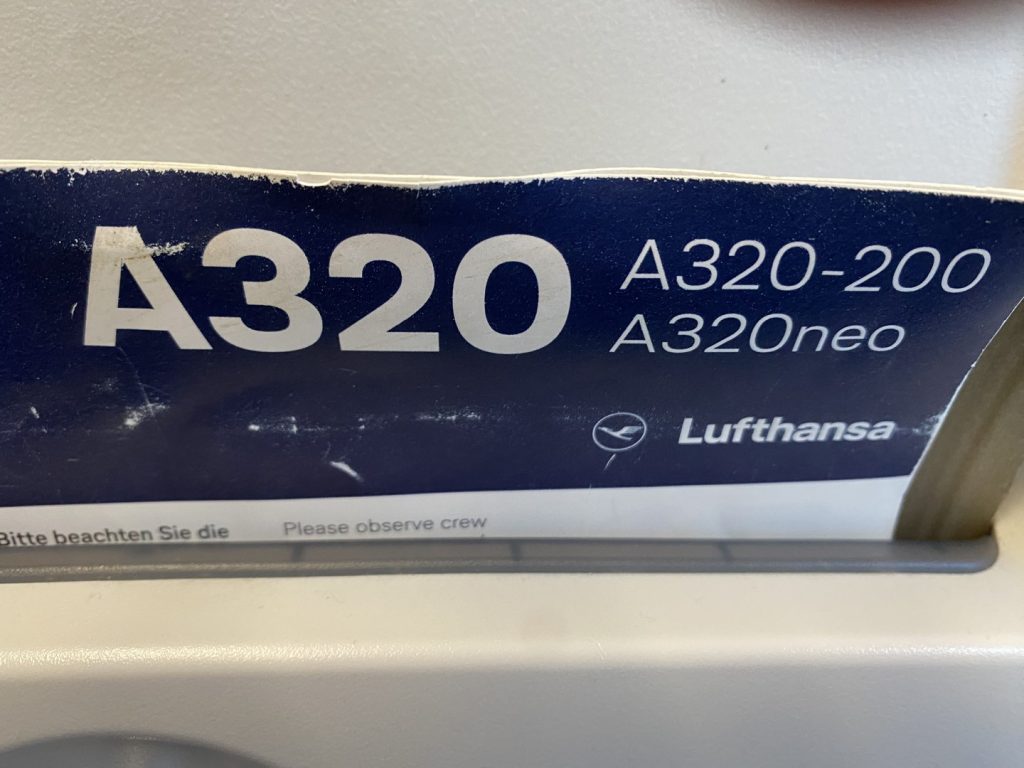 A320
A320-200
A320neo
Lufthansa
Bitte beachten Sie die
Please observe crew